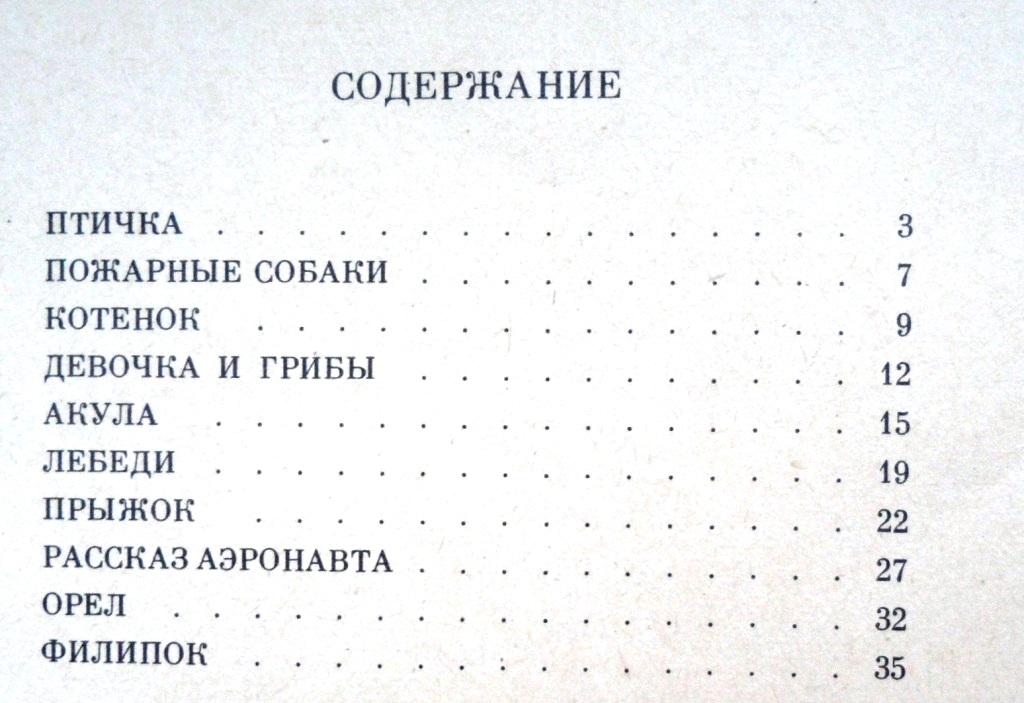 СОДЕРЖАНИЕ
ПТИЧКА . . . . . . . . . . . . . . . . 3
ПОЖАРНЫЕ СОБАКИ . . . . . . . . . . . 7
КОТЕНОК . . . . . . . . . . . . . . . 9
ДЕВОЧКА И ГРИБЫ . . . . . . . . . . . 12
АКУЛА . . . . . . . . . . . . . . . . 15
ЛЕБЕДИ . . . . . . . . . . . . . . . . 19
ПРЫЖОК . . . . . . . . . . . . . . . 22
РАССКАЗ АЭРОНАВТА . . . . . . . . . . . 27
ОРЕЛ . . . . . . . . . . . . . . . . . 32
ФИЛИПОК . . . . . . . . . . . . . . . 35